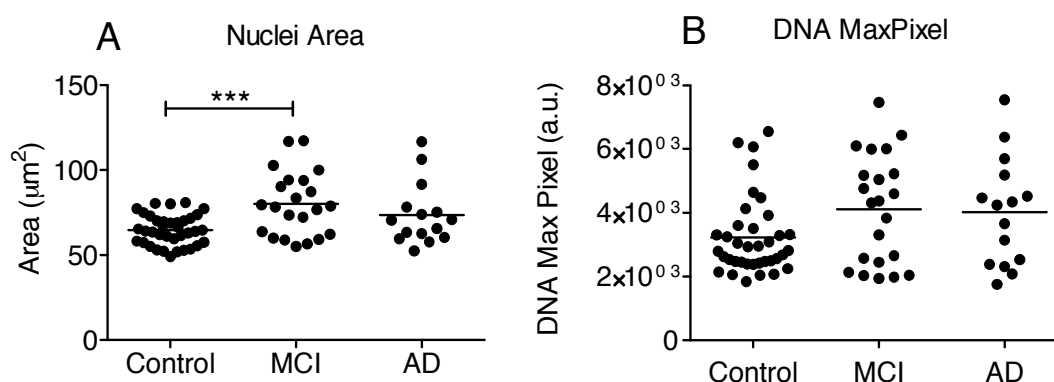 A
Nuclei Area
150
100
50
0
Area (μm²)
***
Control
MCI
AD
B
DNA MaxPixel
8×10⁰³
6×10⁰³
4×10⁰³
2×10⁰³
0
DNA Max Pixel (a.u.)
Control
MCI
AD